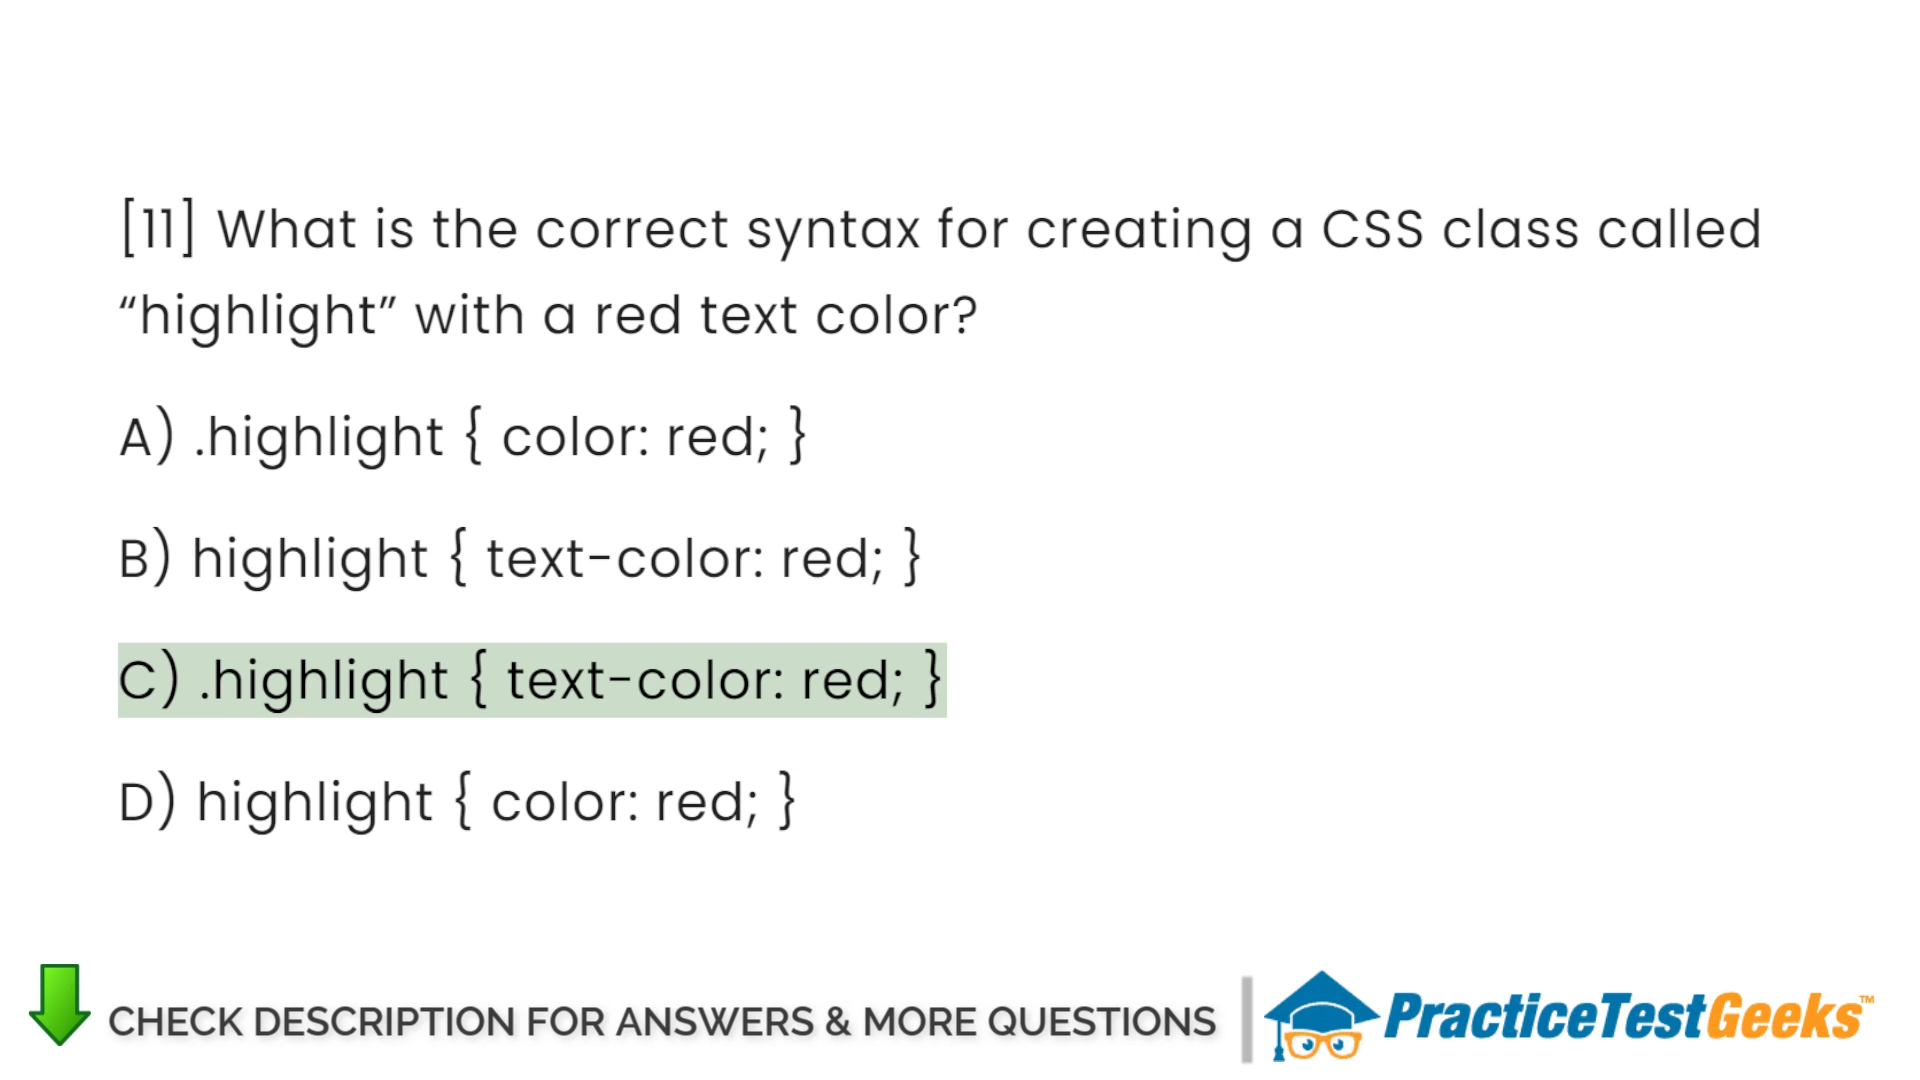 [11] What is the correct syntax for creating a CSS class called
“highlight” with a red text color?
A) .highlight { color: red; }
B) highlight { text-color: red; }
C) .highlight { text-color: red; }
D) highlight { color: red; }
CHECK DESCRIPTION FOR ANSWERS & MORE QUESTIONS
PracticeTestGeeks™